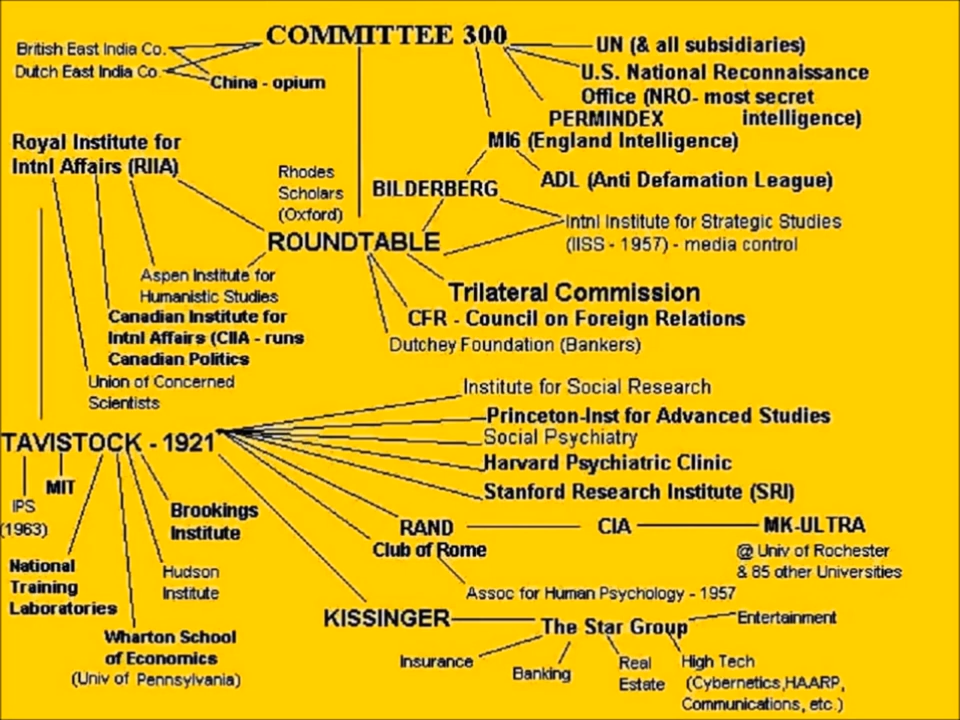 COMMITTEE 300
British East India Co.
Dutch East India Co.
China - opium
UN (& all subsidiaries)
U.S. National Reconnaissance
Office (NRO- most secret
intelligence)
PERMINDEX
MI6 (England Intelligence)
ADL (Anti Defamation League)
Royal Institute for
Intnl Affairs (RIIA)
Rhodes
Scholars
(Oxford)
BILDERBERG
Intnl Institute for Strategic Studies
(IISS - 1957) - media control
ROUNDTABLE
Aspen Institute for
Humanistic Studies
Trilateral Commission
CFR - Council on Foreign Relations
Dutchey Foundation (Bankers)
Canadian Institute for
Intnl Affairs (CIIA - runs
Canadian Politics
Union of Concerned
Scientists
TAVISTOCK - 1921
Institute for Social Research
Princeton-Inst for Advanced Studies
Social Psychiatry
Harvard Psychiatric Clinic
Stanford Research Institute (SRI)
RAND
CIA
MK-ULTRA
@ Univ of Rochester
& 85 other Universities
Club of Rome
Assoc for Human Psychology - 1957
IPS
(1963)
MIT
Brookings
Institute
National
Training
Laboratories
Hudson
Institute
Wharton School
of Economics
(Univ of Pennsylvania)
KISSINGER
The Star Group
Entertainment
Insurance
Banking
Real
Estate
High Tech
(Cybernetics,HAARP,
Communications, etc.)